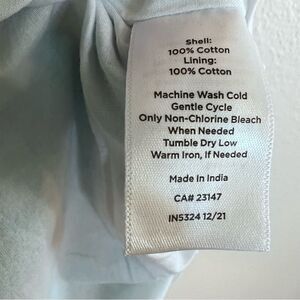 Shell:
100% Cotton
Lining:
100% Cotton
Machine Wash Cold
Gentle Cycle
Only Non-Chlorine Bleach
When Needed
Tumble Dry Low
Warm Iron, If Needed
Made In India
CA# 23147
IN5324 12/21